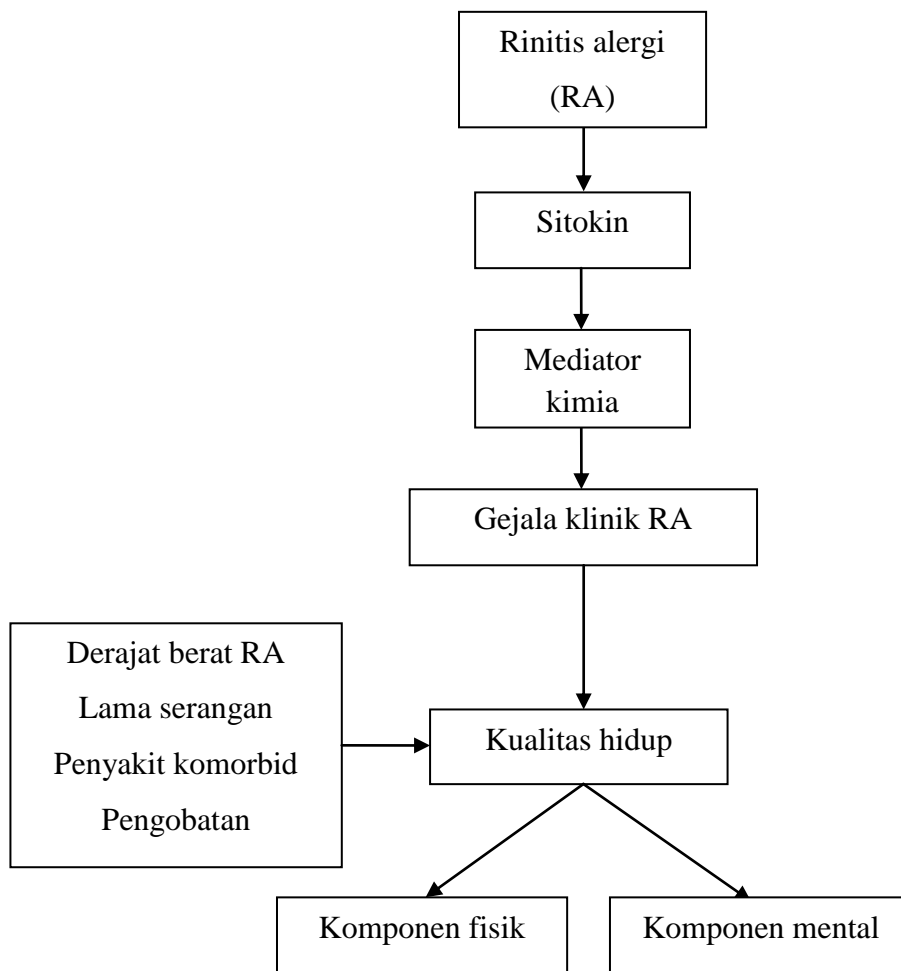 Rinitis alergi
(RA)
Sitokin
Mediator
kimia
Gejala klinik RA
Derajat berat RA
Lama serangan
Penyakit komorbid
Pengobatan
Kualitas hidup
Komponen fisik
Komponen mental